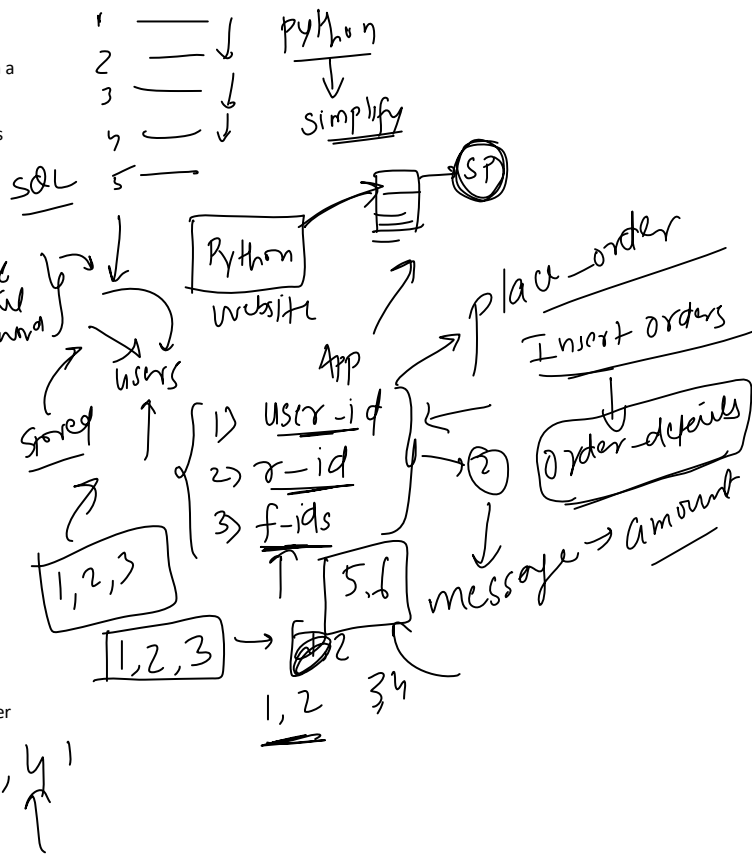 a
1
2
3
s
4
SQL 5
Python
simplify
SP
Python
website
App
users
stored
1) user_id
2) r_id
3) f_ids
place_order
Insert orders
order_details
2
message → amount
1,2,3
5,6
1,2,3
2
1, 2
3,4
er
, 4 '